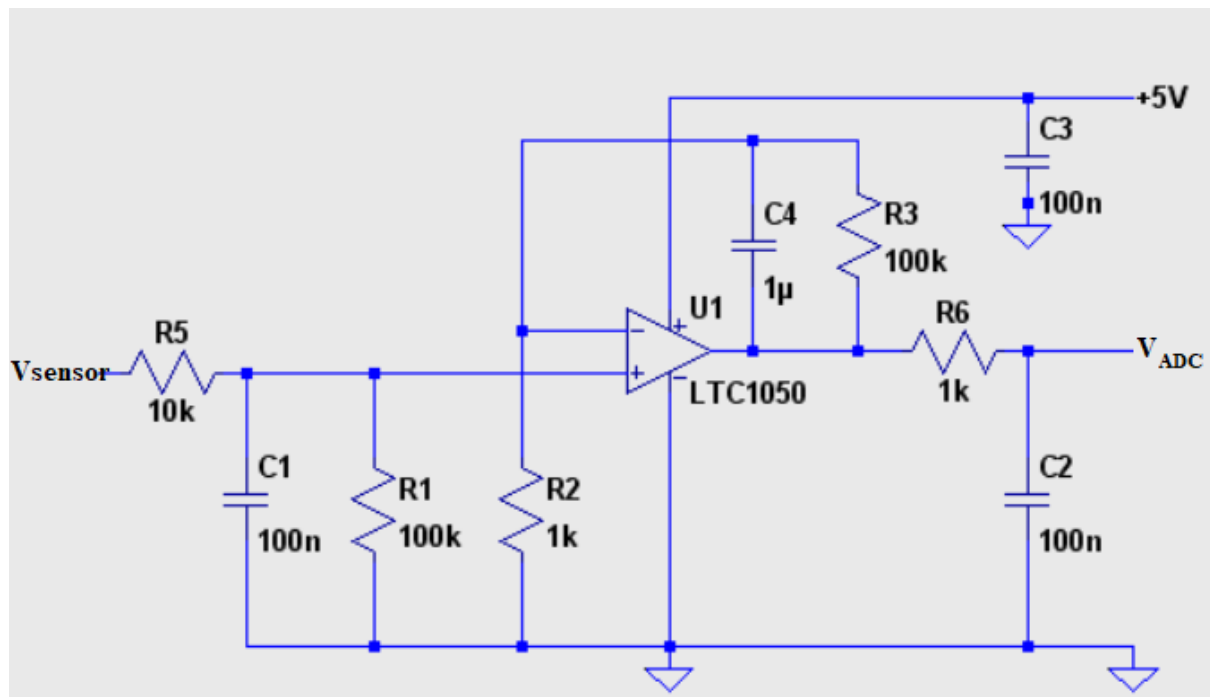 +5V
C3
100n
C4
1µ
R3
100k
U1
LTC1050
R6
1k
V_ADC
R5
Vsensor
10k
C1
100n
R1
100k
R2
1k
C2
100n